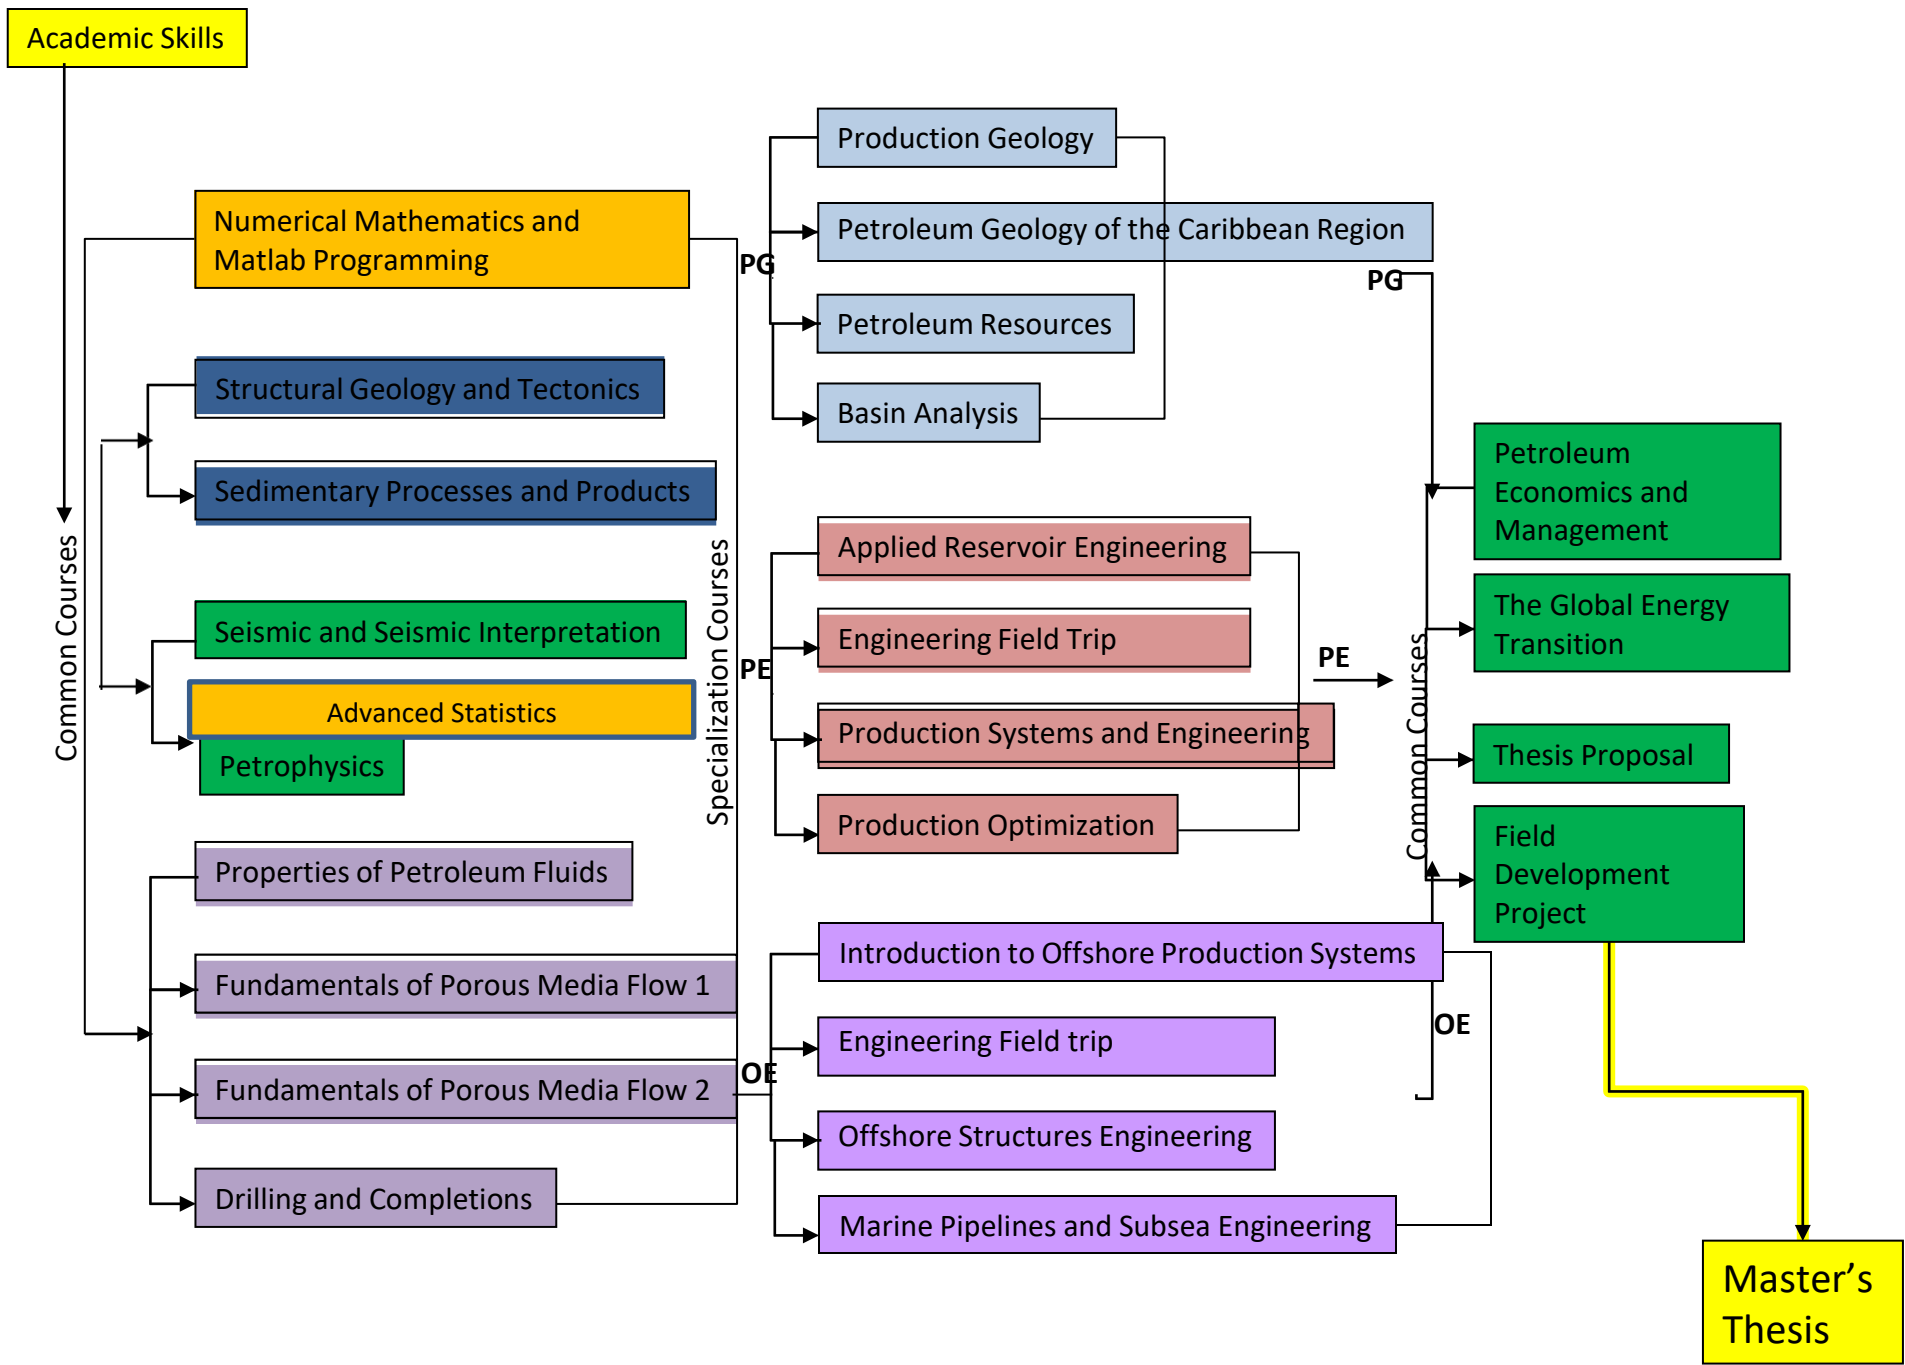 Academic Skills
Common Courses
Numerical Mathematics and
Matlab Programming
Structural Geology and Tectonics
Sedimentary Processes and Products
Seismic and Seismic Interpretation
Advanced Statistics
Petrophysics
Properties of Petroleum Fluids
Fundamentals of Porous Media Flow 1
Fundamentals of Porous Media Flow 2
Drilling and Completions
Specialization Courses
PG
Production Geology
Petroleum Geology of the Caribbean Region
Petroleum Resources
Basin Analysis
PE
Applied Reservoir Engineering
Engineering Field Trip
Production Systems and Engineering
Production Optimization
OE
Introduction to Offshore Production Systems
Engineering Field trip
Offshore Structures Engineering
Marine Pipelines and Subsea Engineering
PG
PE
OE
Common Courses
Petroleum
Economics and
Management
The Global Energy
Transition
Thesis Proposal
Field
Development
Project
Master’s
Thesis